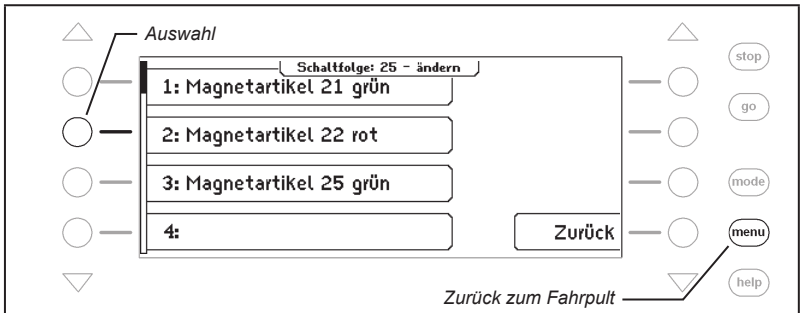 Auswahl
Schaltfolge: 25 - ändern
1: Magnetartikel 21 grün
2: Magnetartikel 22 rot
3: Magnetartikel 25 grün
4:
Zurück
stop
go
mode
menu
help
Zurück zum Fahrpult